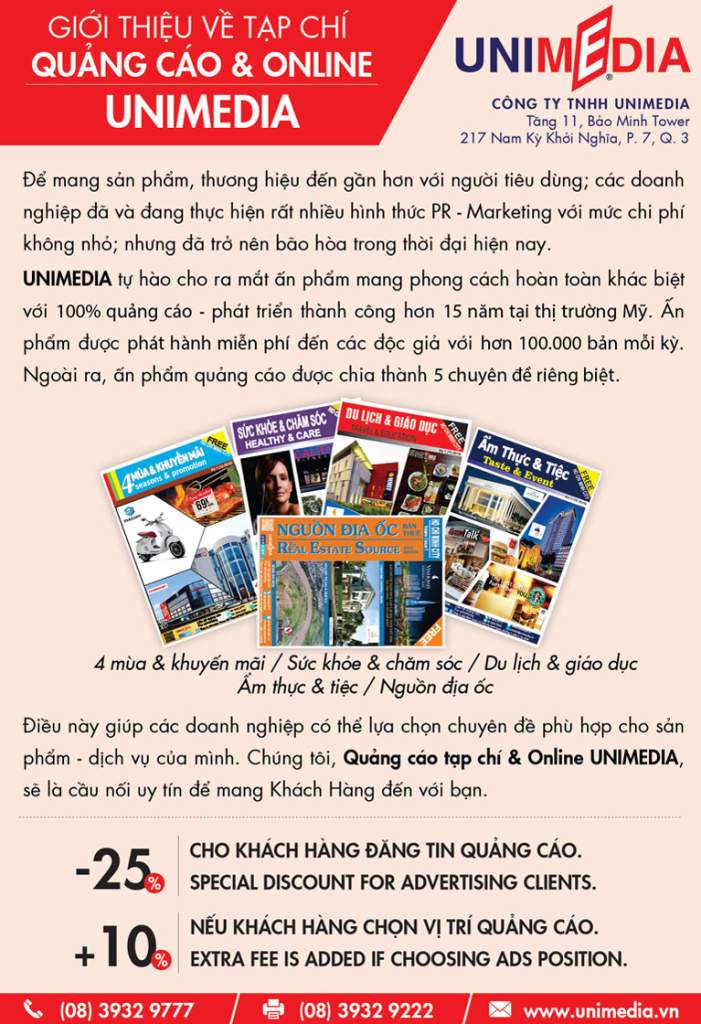 GIỚI THIỆU VỀ TẠP CHÍ
QUẢNG CÁO & ONLINE
UNIMEDIA
UNIMEDIA
®
CÔNG TY TNHH UNIMEDIA
Tầng 11, Bảo Minh Tower
217 Nam Kỳ Khởi Nghĩa, P. 7, Q. 3
Để mang sản phẩm, thương hiệu đến gần hơn với người tiêu dùng; các doanh
nghiệp đã và đang thực hiện rất nhiều hình thức PR - Marketing với mức chi phí
không nhỏ; nhưng đã trở nên bão hòa trong thời đại hiện nay.
UNIMEDIA tự hào cho ra mắt ấn phẩm mang phong cách hoàn toàn khác biệt
với 100% quảng cáo - phát triển thành công hơn 15 năm tại thị trường Mỹ. Ấn
phẩm được phát hành miễn phí đến các độc giả với hơn 100.000 bản mỗi kỳ.
Ngoài ra, ấn phẩm quảng cáo được chia thành 5 chuyên đề riêng biệt.
4 MÙA & KHUYẾN MÃI
seasons & promotion
FREE
SỨC KHỎE & CHĂM SÓC
HEALTHY & CARE
DU LỊCH & GIÁO DỤC
TRAVEL & EDUCATION
FREE
Ẩm Thực & Tiệc
Taste & Event
FREE
NGUỒN ĐỊA ỐC
BÁN
THUÊ
REAL ESTATE SOURCE
HO CHI MINH CITY
FREE
4 mùa & khuyến mãi / Sức khỏe & chăm sóc / Du lịch & giáo dục
Ẩm thực & tiệc / Nguồn địa ốc
Điều này giúp các doanh nghiệp có thể lựa chọn chuyên đề phù hợp cho sản
phẩm - dịch vụ của mình. Chúng tôi, Quảng cáo tạp chí & Online UNIMEDIA,
sẽ là cầu nối uy tín để mang Khách Hàng đến với bạn.
-25%
CHO KHÁCH HÀNG ĐĂNG TIN QUẢNG CÁO.
SPECIAL DISCOUNT FOR ADVERTISING CLIENTS.
+10%
NẾU KHÁCH HÀNG CHỌN VỊ TRÍ QUẢNG CÁO.
EXTRA FEE IS ADDED IF CHOOSING ADS POSITION.
(08) 3932 9777 / (08) 3932 9222 / www.unimedia.vn